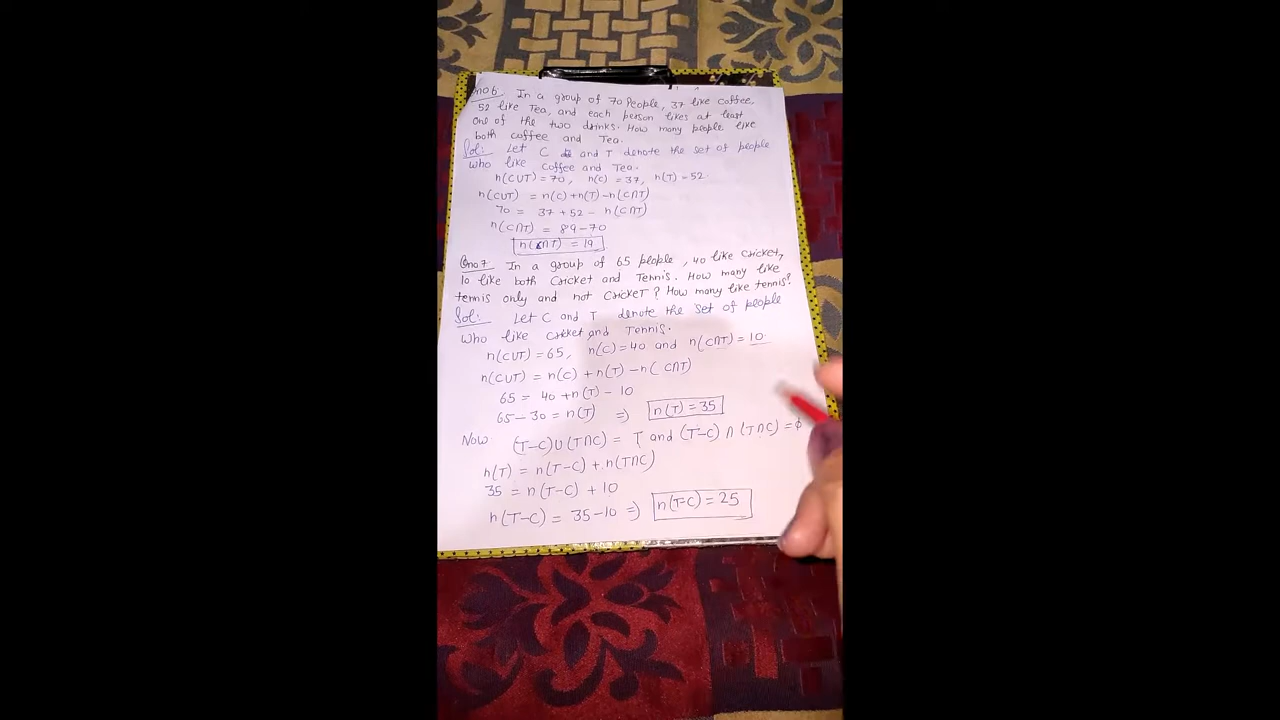 Qno6. In a group of 70 People, 37 like coffee,
52 like Tea, and each person likes at least
one of the two drinks. How many people like
both coffee and Tea.
Sol: Let C and T denote the set of people
Who like Coffee and Tea.
n(C∪T) = 70, n(C) = 37, n(T) = 52
n(C∪T) = n(C) + n(T) - n(C∩T)
70 = 37 + 52 - n(C∩T)
n(C∩T) = 89 - 70
n(C∩T) = 19
Qno7 In a group of 65 people, 40 like Cricket,
10 like both Cricket and Tennis. How many like
tennis only and not Cricket? How many like tennis?
Sol: Let C and T denote the set of people
Who like Cricket and Tennis.
n(C∪T) = 65, n(C) = 40 and n(C∩T) = 10.
n(C∪T) = n(C) + n(T) - n(C∩T)
65 = 40 + n(T) - 10
65 - 30 = n(T) ⇒ n(T) = 35
Now (T-C)∪(T∩C) = T and (T-C)∩(T∩C) = ϕ
n(T) = n(T-C) + n(T∩C)
35 = n(T-C) + 10
n(T-C) = 35-10 ⇒ n(T-C) = 25